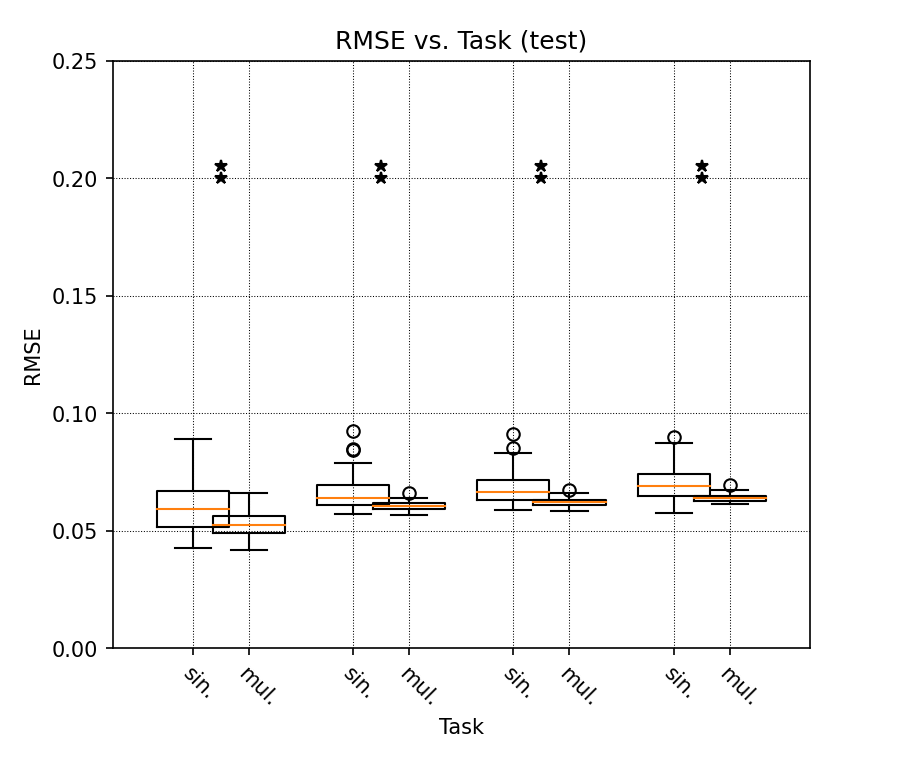 RMSE vs. Task (test)
0.25
0.20
0.15
0.10
0.05
0.00
RMSE
sin. mul. sin. mul. sin. mul. sin. mul.
Task